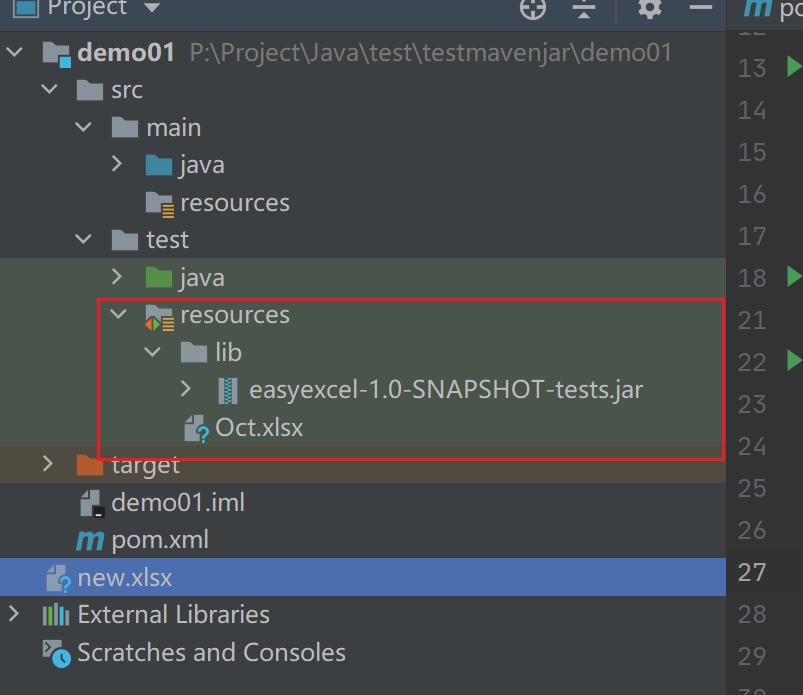 Project
demo01 P:\Project\Java\test\testmavenjar\demo01
src
main
java
resources
test
java
resources
lib
easyexcel-1.0-SNAPSHOT-tests.jar
Oct.xlsx
target
demo01.iml
m pom.xml
new.xlsx
External Libraries
Scratches and Consoles
m po
13
14
15
16
17
18
21
22
23
24
25
26
27
28
29